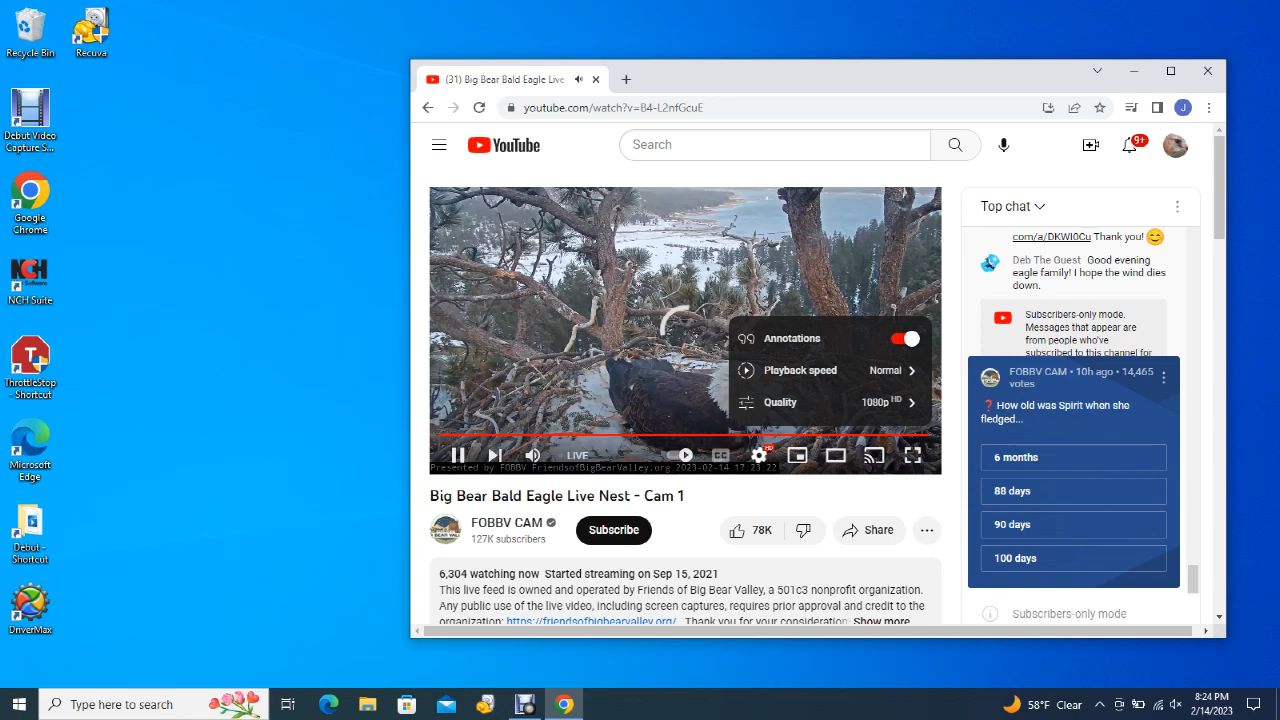 Recycle Bin
Recuva
Debut Video
Capture S...
Google
Chrome
NCH Software
NCH Suite
ThrottleStop
- Shortcut
Microsoft
Edge
Debut -
Shortcut
DriverMax
(31) Big Bear Bald Eagle Live
youtube.com/watch?v=B4-L2nfGcuE
J
YouTube
Search
9+
Annotations
Playback speed Normal
Quality 1080p HD
LIVE
CC
HD
Presented by FOBBV FriendsofBigBearValley.org 2023-02-14 17:23:22
Big Bear Bald Eagle Live Nest - Cam 1
FOBBV CAM
127K subscribers
Subscribe
78K
Share
6,304 watching now Started streaming on Sep 15, 2021
This live feed is owned and operated by Friends of Big Bear Valley, a 501c3 nonprofit organization.
Any public use of the live video, including screen captures, requires prior approval and credit to the
organization: https://friendsofbigbearvalley.org/ Thank you for your consideration! Show more
Top chat
com/a/DKWI0Cu Thank you! 😊
Deb The Guest Good evening
eagle family! I hope the wind dies
down.
Subscribers-only mode.
Messages that appear are
from people who've
subscribed to this channel for
FOBBV CAM • 10h ago • 14,465
votes
❓How old was Spirit when she
fledged...
6 months
88 days
90 days
100 days
Subscribers-only mode
Type here to search
58°F Clear
8:24 PM
2/14/2023